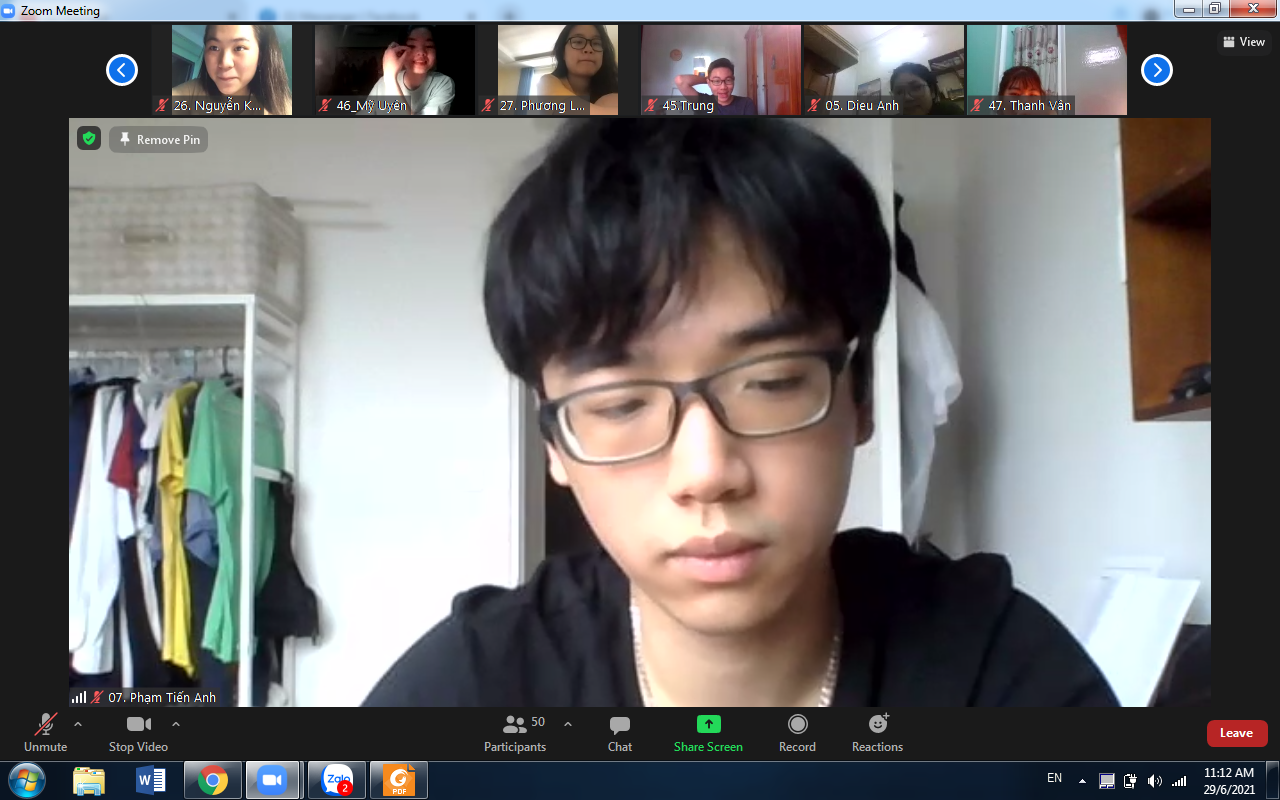 Zoom Meeting
View
26. Nguyễn K...
46_Mỹ Uyên
27. Phương L...
45.Trung
05. Dieu Anh
47. Thanh Vân
Remove Pin
07. Phạm Tiến Anh
50
Unmute
Stop Video
Participants
Chat
Share Screen
Record
Reactions
Leave
W
Zalo
2
PDF
EN
11:12 AM
29/6/2021